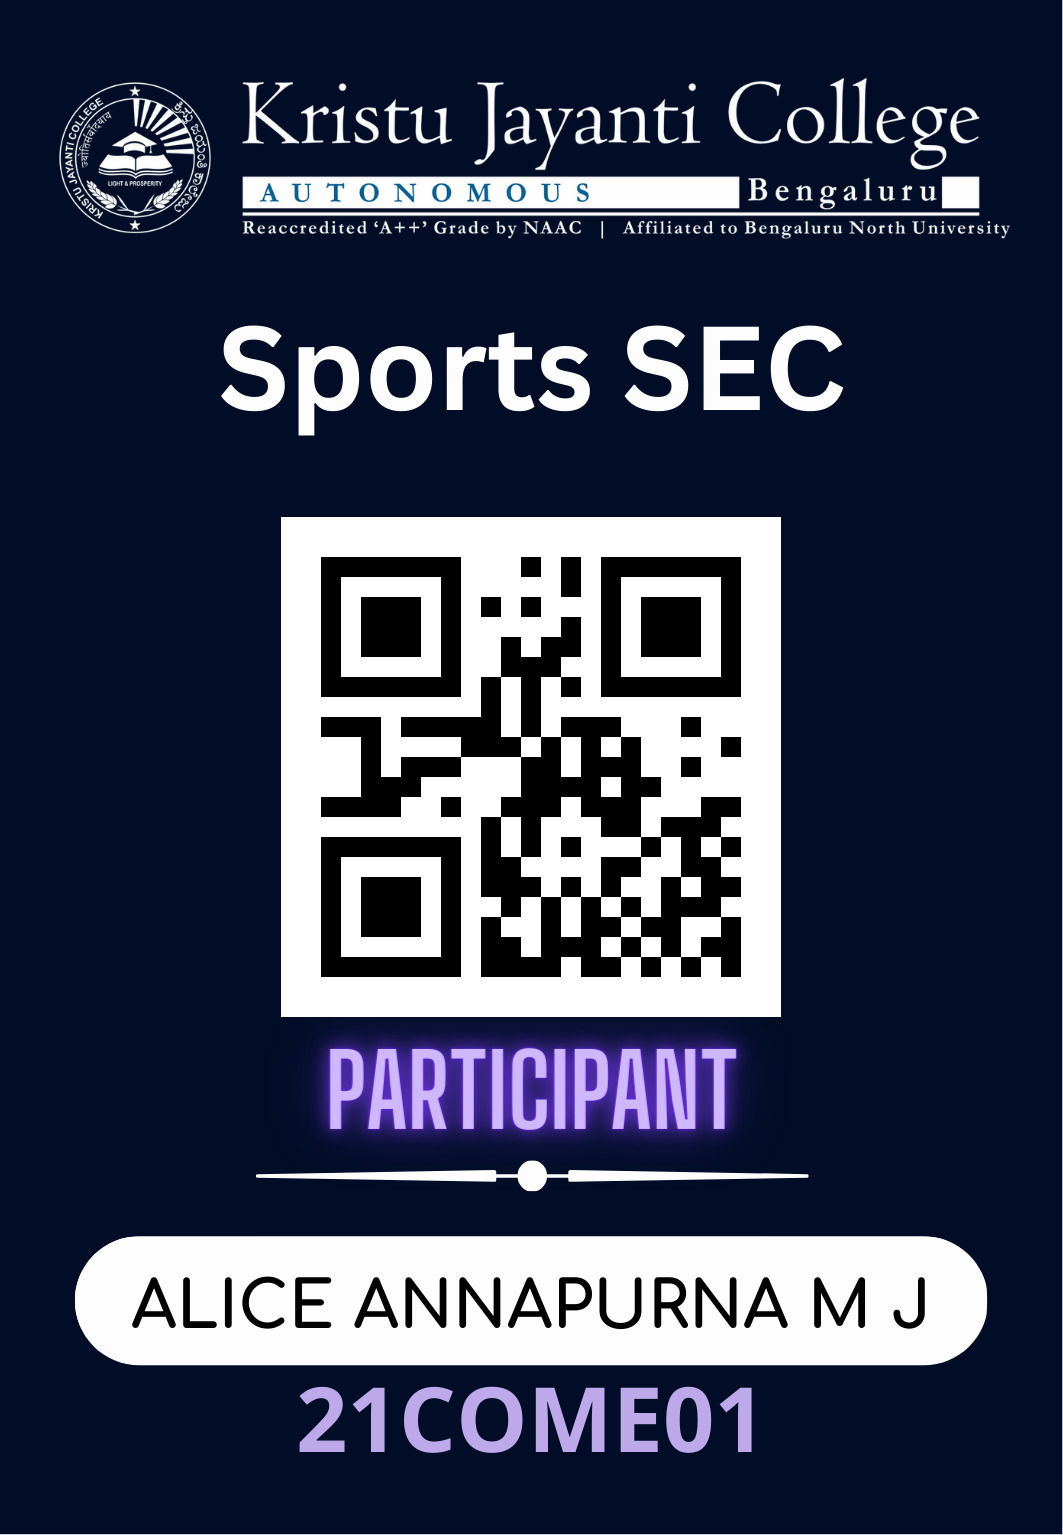 KRISTU JAYANTI COLLEGE
LIGHT & PROSPERITY
Kristu Jayanti College
AUTONOMOUS Bengaluru
Reaccredited ‘A++’ Grade by NAAC | Affiliated to Bengaluru North University
Sports SEC
PARTICIPANT
ALICE ANNAPURNA M J
21COME01